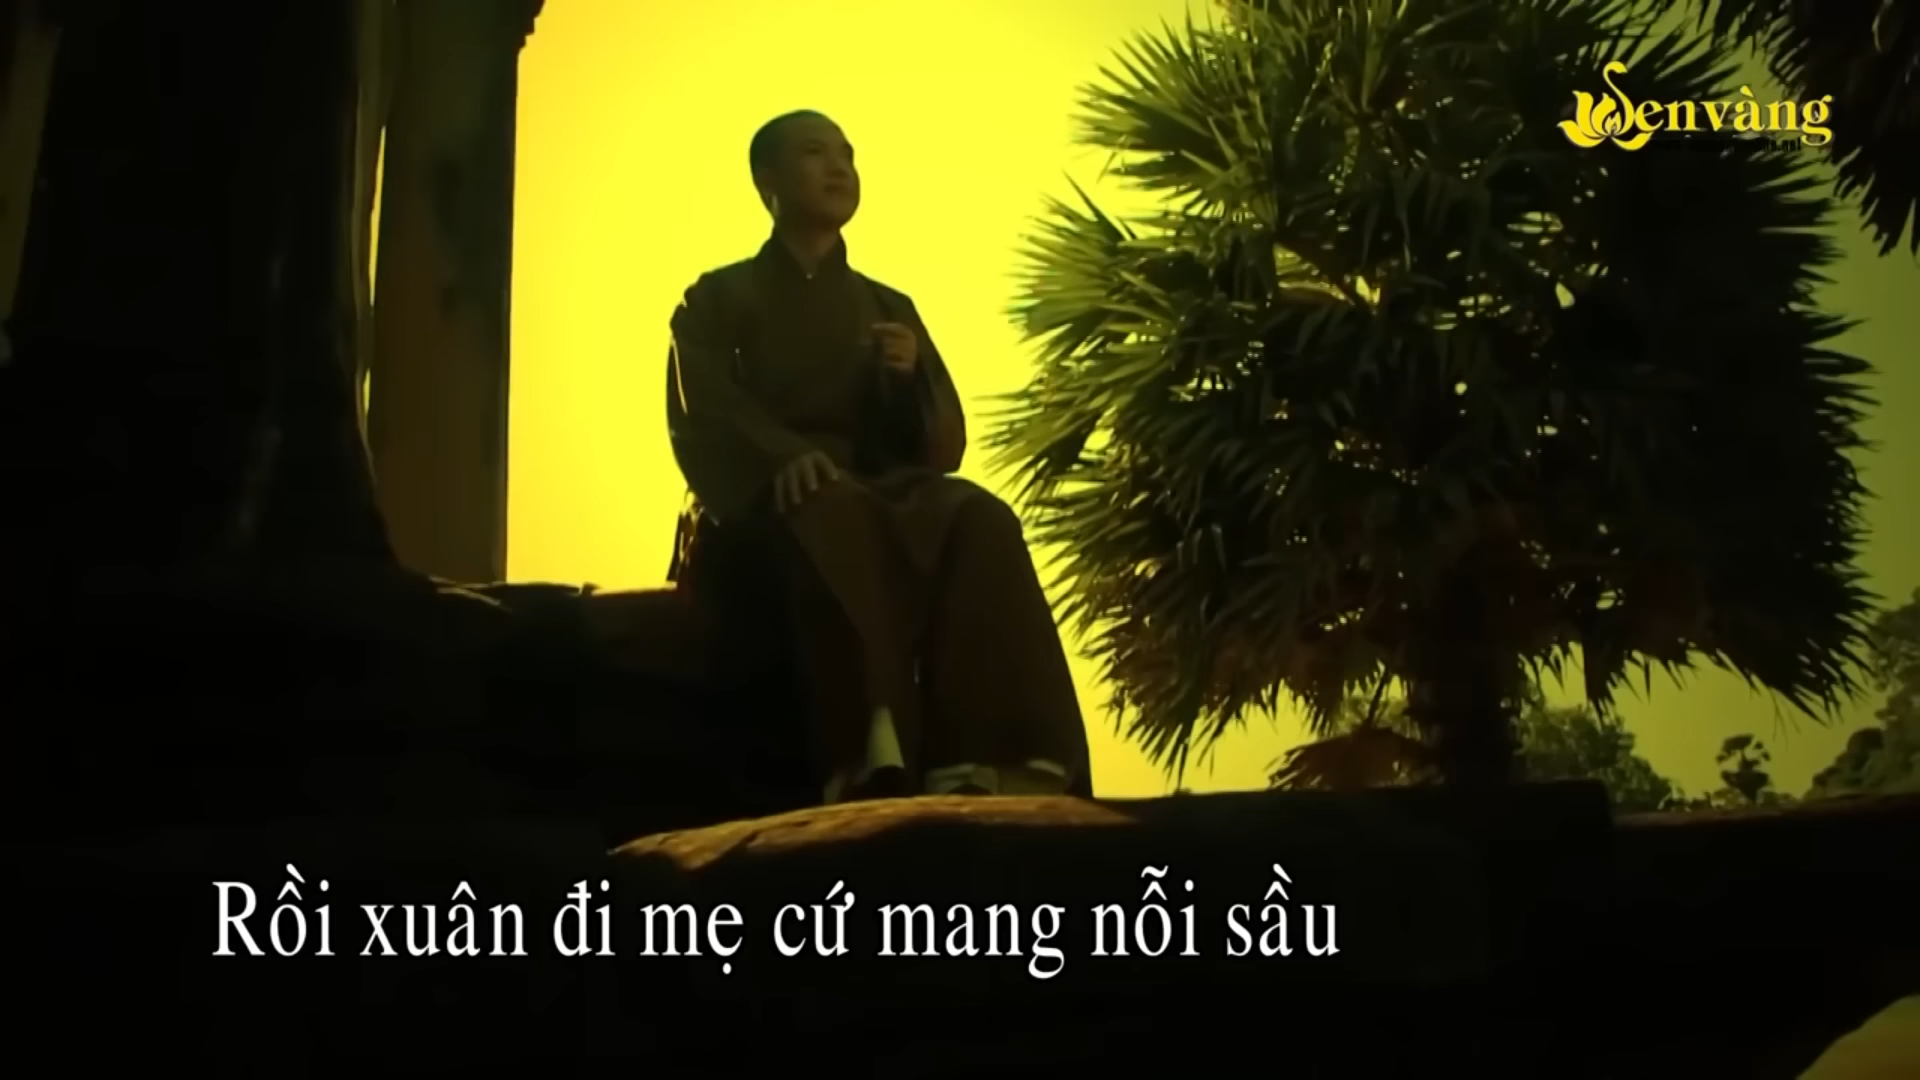 Senvàng
Rồi xuân đi mẹ cứ mang nỗi sầu